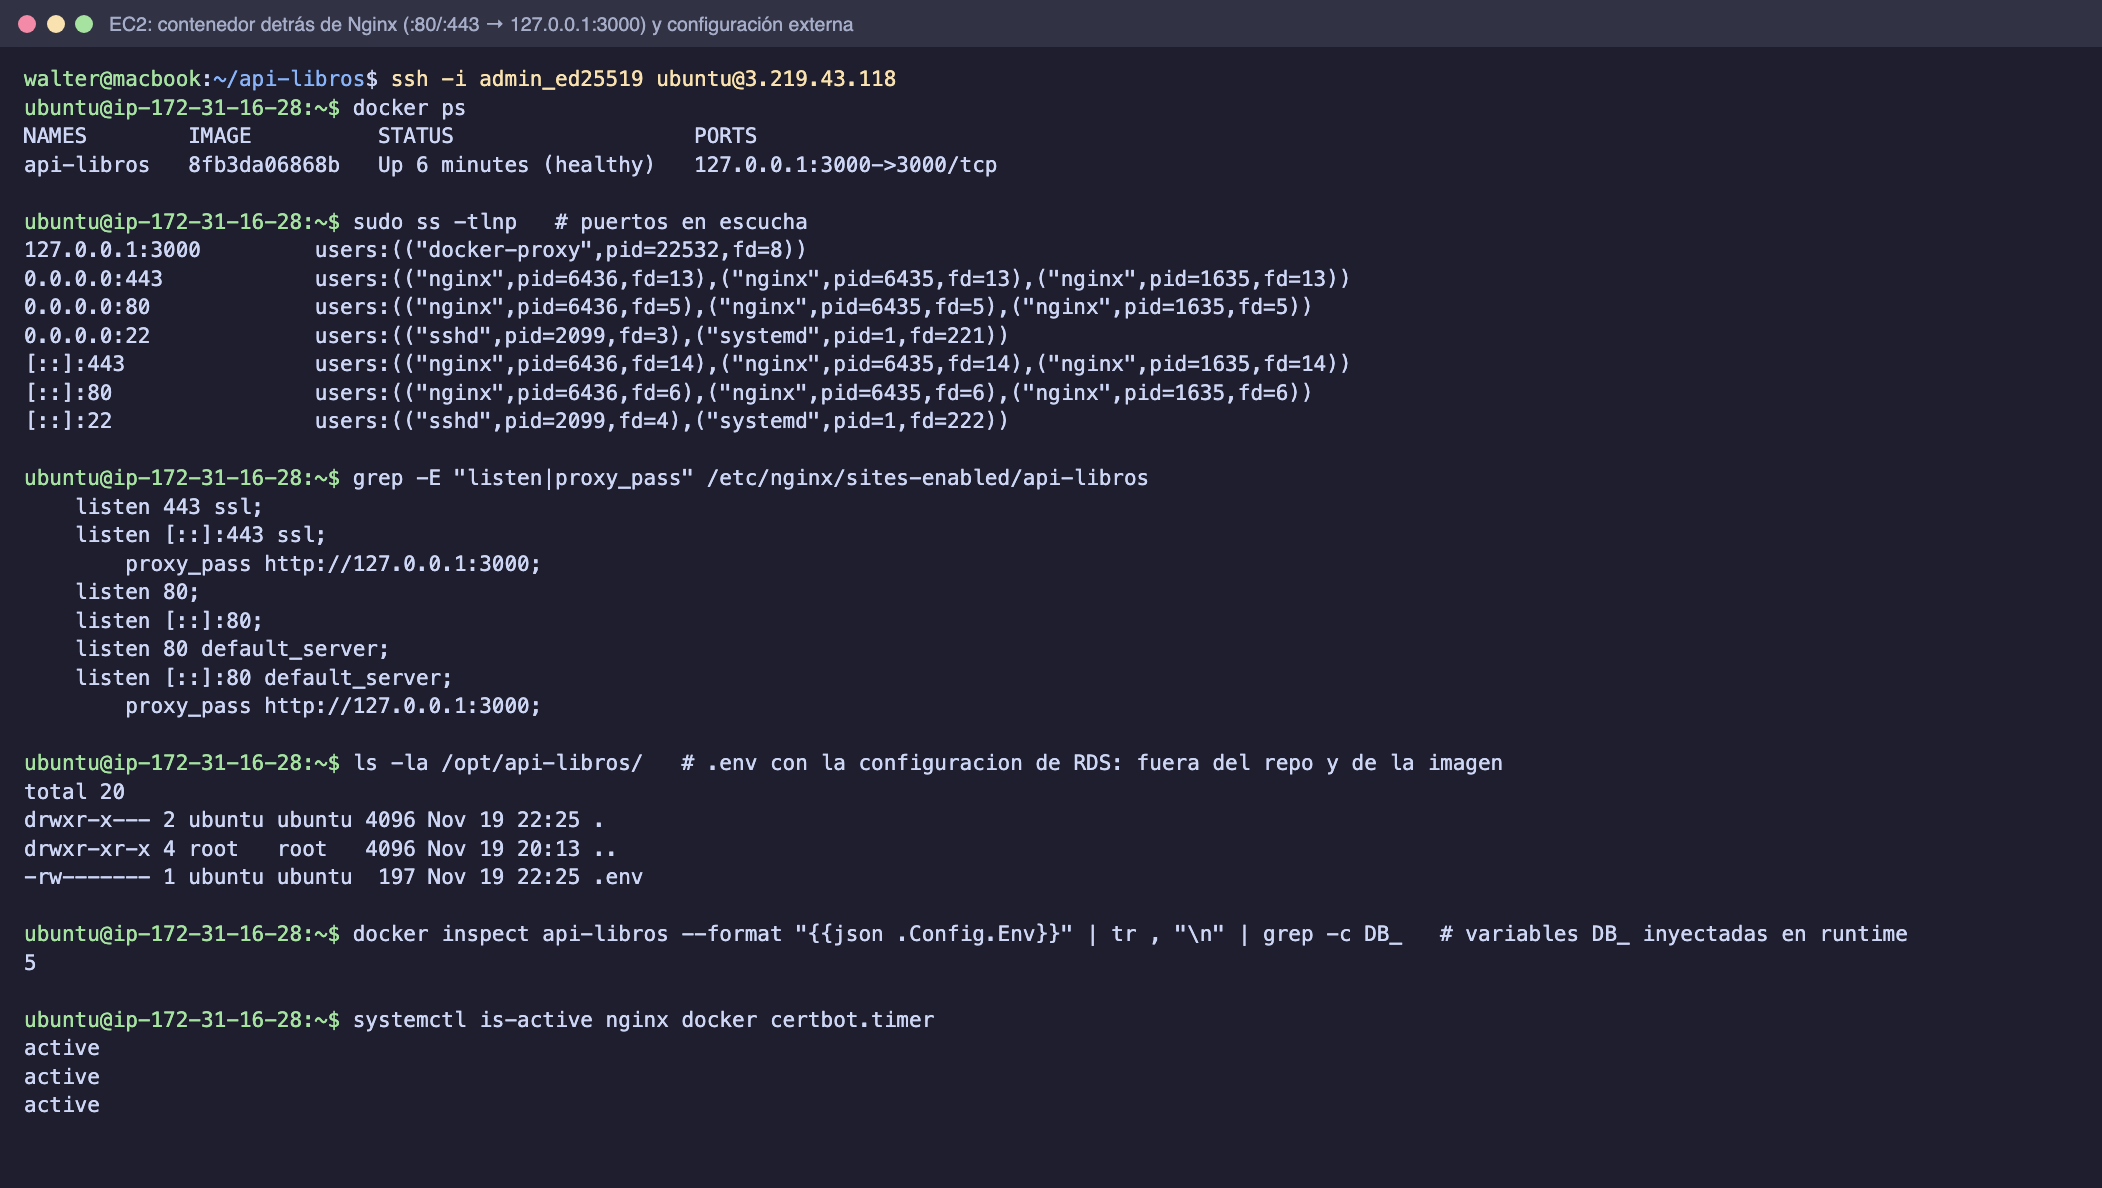 EC2: contenedor detrás de Nginx (:80/:443 → 127.0.0.1:3000) y configuración externa
walter@macbook:~/api-libros$ ssh -i admin_ed25519 ubuntu@3.219.43.118
ubuntu@ip-172-31-16-28:~$ docker ps
NAMES        IMAGE          STATUS                   PORTS
api-libros   8fb3da06868b   Up 6 minutes (healthy)   127.0.0.1:3000->3000/tcp
ubuntu@ip-172-31-16-28:~$ sudo ss -tlnp   # puertos en escucha
127.0.0.1:3000         users:(("docker-proxy",pid=22532,fd=8))
0.0.0.0:443            users:(("nginx",pid=6436,fd=13),("nginx",pid=6435,fd=13),("nginx",pid=1635,fd=13))
0.0.0.0:80             users:(("nginx",pid=6436,fd=5),("nginx",pid=6435,fd=5),("nginx",pid=1635,fd=5))
0.0.0.0:22             users:(("sshd",pid=2099,fd=3),("systemd",pid=1,fd=221))
[::]:443               users:(("nginx",pid=6436,fd=14),("nginx",pid=6435,fd=14),("nginx",pid=1635,fd=14))
[::]:80                users:(("nginx",pid=6436,fd=6),("nginx",pid=6435,fd=6),("nginx",pid=1635,fd=6))
[::]:22                users:(("sshd",pid=2099,fd=4),("systemd",pid=1,fd=222))
ubuntu@ip-172-31-16-28:~$ grep -E "listen|proxy_pass" /etc/nginx/sites-enabled/api-libros
    listen 443 ssl;
    listen [::]:443 ssl;
        proxy_pass http://127.0.0.1:3000;
    listen 80;
    listen [::]:80;
    listen 80 default_server;
    listen [::]:80 default_server;
        proxy_pass http://127.0.0.1:3000;
ubuntu@ip-172-31-16-28:~$ ls -la /opt/api-libros/   # .env con la configuracion de RDS: fuera del repo y de la imagen
total 20
drwxr-x--- 2 ubuntu ubuntu 4096 Nov 19 22:25 .
drwxr-xr-x 4 root   root   4096 Nov 19 20:13 ..
-rw------- 1 ubuntu ubuntu  197 Nov 19 22:25 .env
ubuntu@ip-172-31-16-28:~$ docker inspect api-libros --format "{{json .Config.Env}}" | tr , "\n" | grep -c DB_   # variables DB_ inyectadas en runtime
5
ubuntu@ip-172-31-16-28:~$ systemctl is-active nginx docker certbot.timer
active
active
active